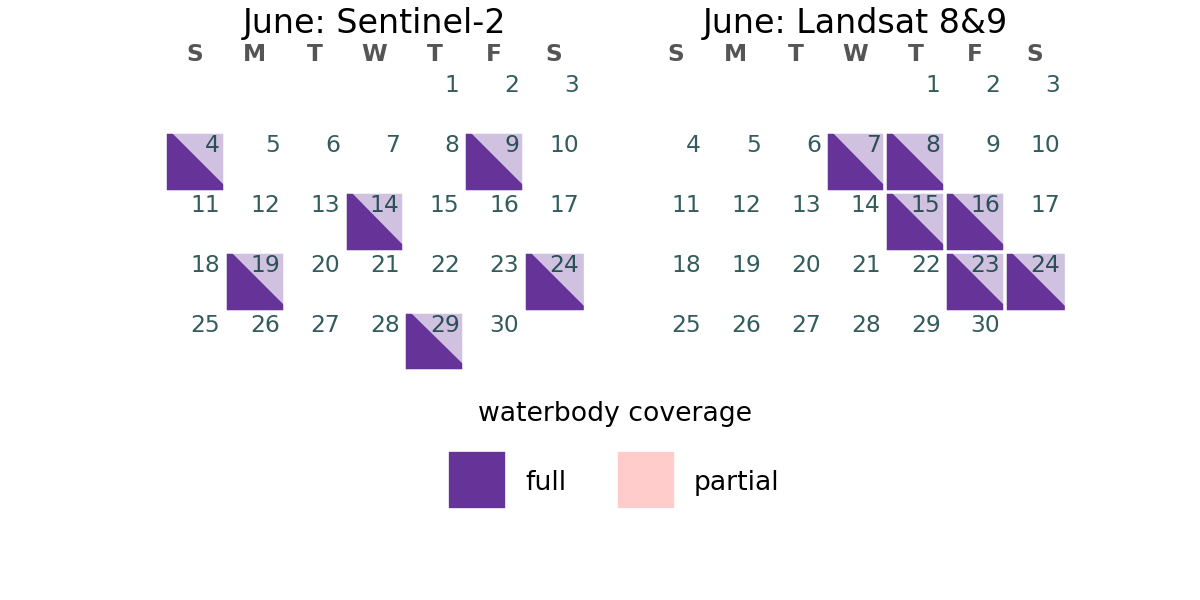 June: Sentinel-2
S M T W T F S
1 2 3
4 5 6 7 8 9 10
11 12 13 14 15 16 17
18 19 20 21 22 23 24
25 26 27 28 29 30
June: Landsat 8&9
S M T W T F S
1 2 3
4 5 6 7 8 9 10
11 12 13 14 15 16 17
18 19 20 21 22 23 24
25 26 27 28 29 30
waterbody coverage
full partial